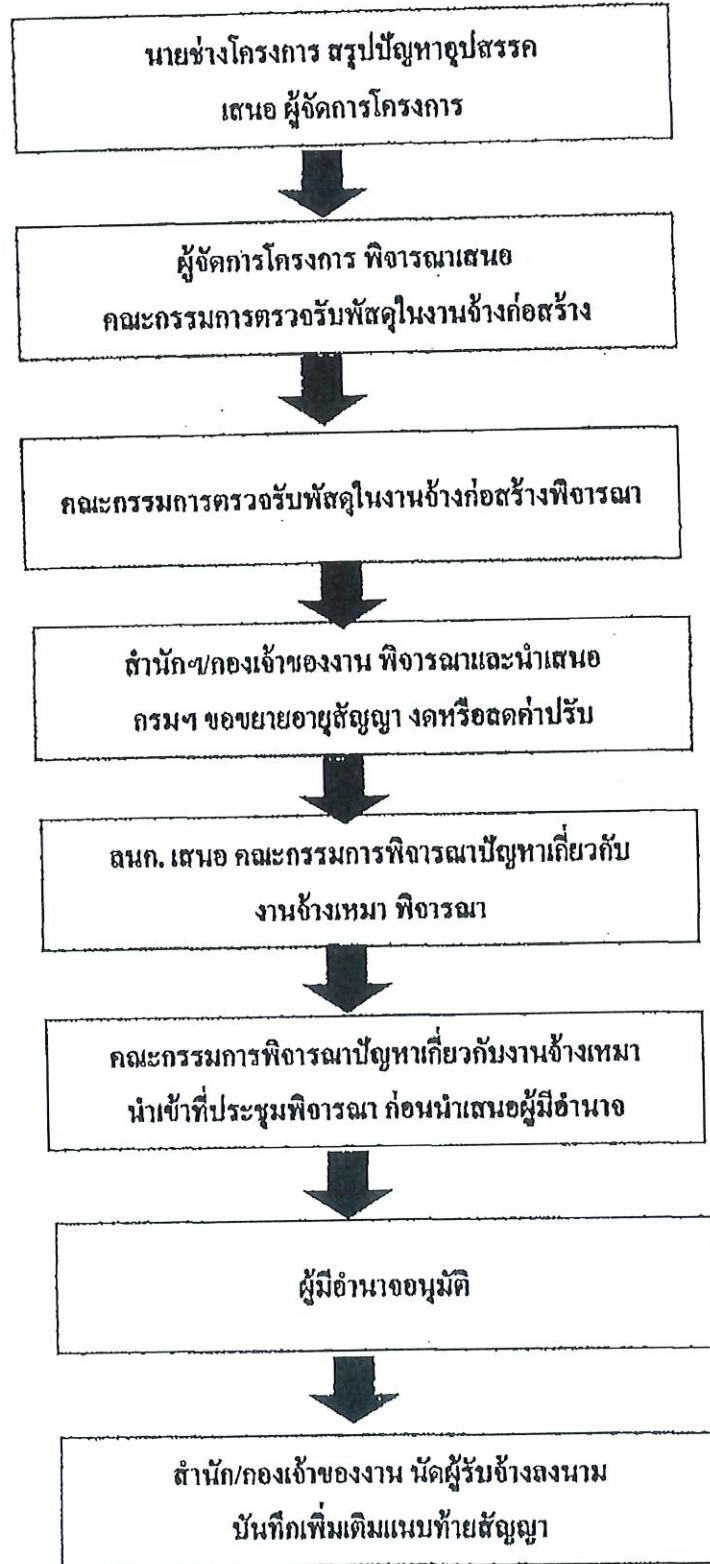 นายช่างโครงการ สรุปปัญหาอุปสรรค
เสนอ ผู้จัดการโครงการ
ผู้จัดการโครงการ พิจารณาเสนอ
คณะกรรมการตรวจรับพัสดุในงานจ้างก่อสร้าง
คณะกรรมการตรวจรับพัสดุในงานจ้างก่อสร้างพิจารณา
สำนักฯ/กองเจ้าของงาน พิจารณาและนำเสนอ
กรมฯ ขอขยายอายุสัญญา งดหรือลดค่าปรับ
ลนก. เสนอ คณะกรรมการพิจารณาปัญหาเกี่ยวกับ
งานจ้างเหมา พิจารณา
คณะกรรมการพิจารณาปัญหาเกี่ยวกับงานจ้างเหมา
นำเข้าที่ประชุมพิจารณา ก่อนนำเสนอผู้มีอำนาจ
ผู้มีอำนาจอนุมัติ
สำนัก/กองเจ้าของงาน นัดผู้รับจ้างลงนาม
บันทึกเพิ่มเติมแนบท้ายสัญญา